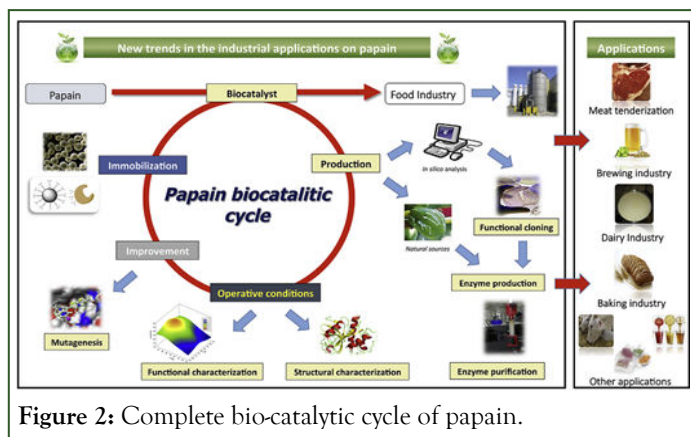 New trends in the industrial applications on papain
Applications
Papain
Biocatalyst
Food Industry
Meat tenderization
Immobilization
Production
In silico analysis
Brewing industry
Papain biocatalitic
cycle
Functional cloning
Natural sources
Dairy Industry
Improvement
Operative conditions
Enzyme production
Baking industry
Mutagenesis
Functional characterization
Structural characterization
Enzyme purification
Other applications
Figure 2: Complete bio-catalytic cycle of papain.